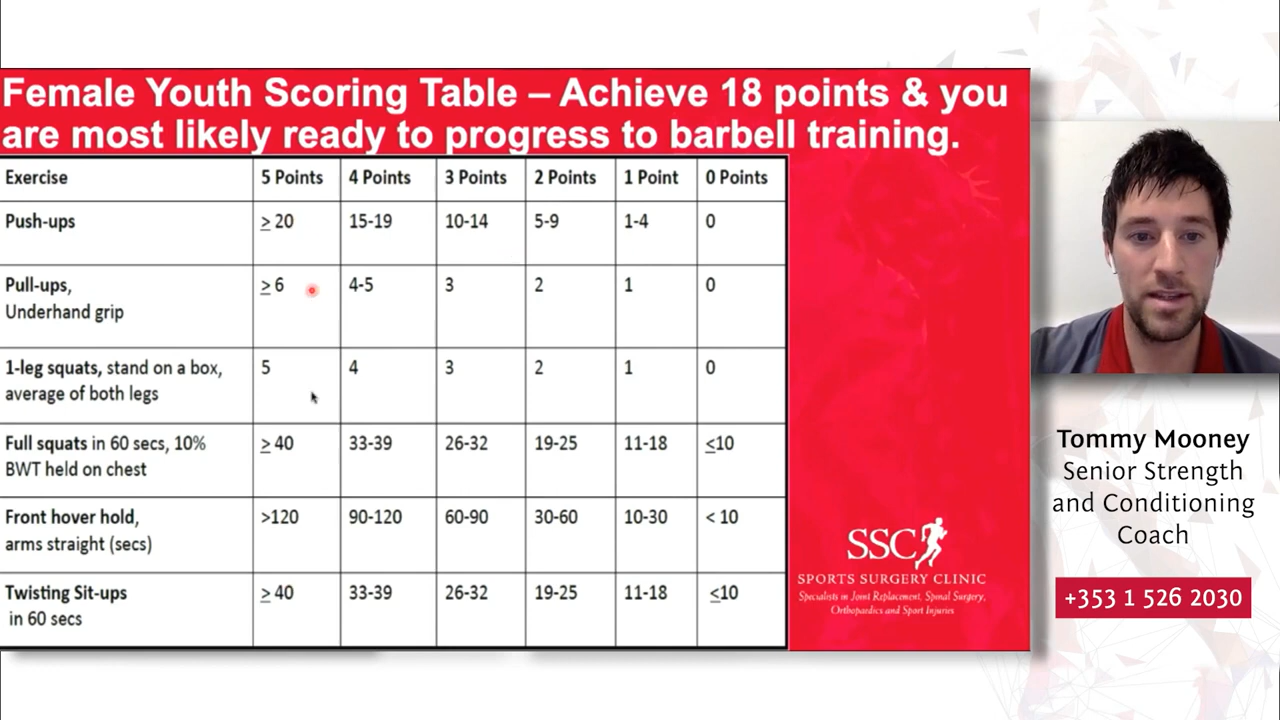 Female Youth Scoring Table – Achieve 18 points & you
are most likely ready to progress to barbell training.
Exercise 5 Points 4 Points 3 Points 2 Points 1 Point 0 Points
Push-ups ≥ 20 15-19 10-14 5-9 1-4 0
Pull-ups, ≥ 6 4-5 3 2 1 0
Underhand grip
1-leg squats, stand on a box, 5 4 3 2 1 0
average of both legs
Full squats in 60 secs, 10% ≥ 40 33-39 26-32 19-25 11-18 ≤10
BWT held on chest
Front hover hold, >120 90-120 60-90 30-60 10-30 < 10
arms straight (secs)
Twisting Sit-ups ≥ 40 33-39 26-32 19-25 11-18 ≤10
in 60 secs
SSC
SPORTS SURGERY CLINIC
Specialists in Joint Replacement, Spinal Surgery,
Orthopaedics and Sport Injuries
Tommy Mooney
Senior Strength
and Conditioning
Coach
+353 1 526 2030